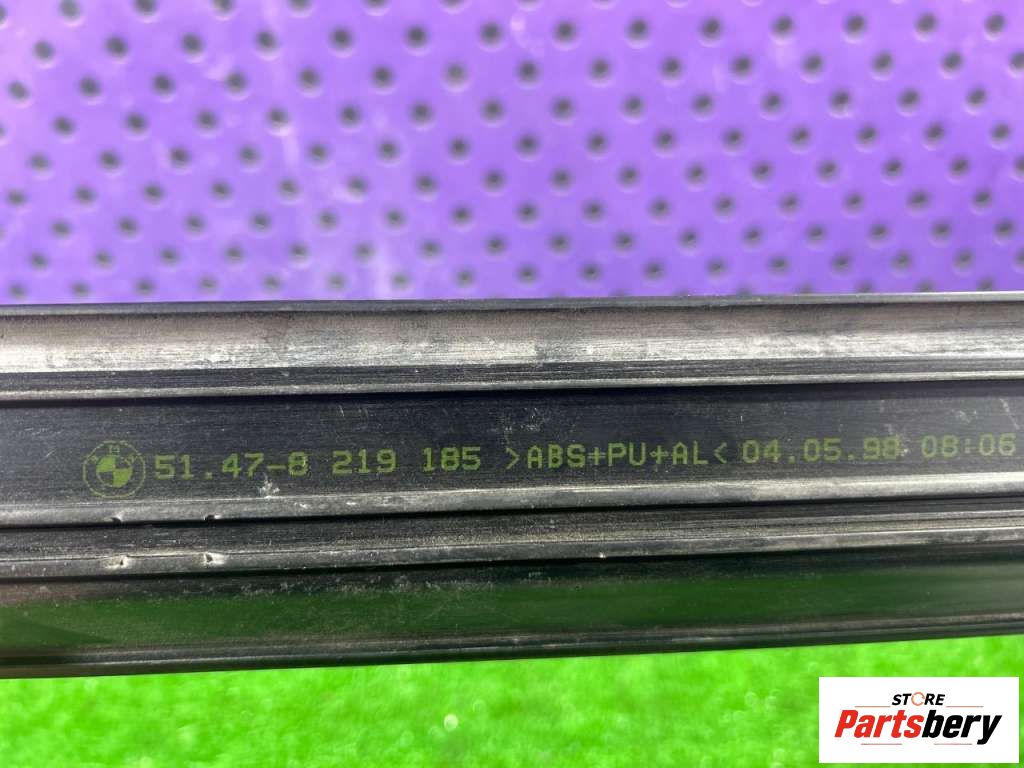 51.47-8 219 185 >ABS+PU+AL< 04.05.98 08:06
STORE
Partsbery